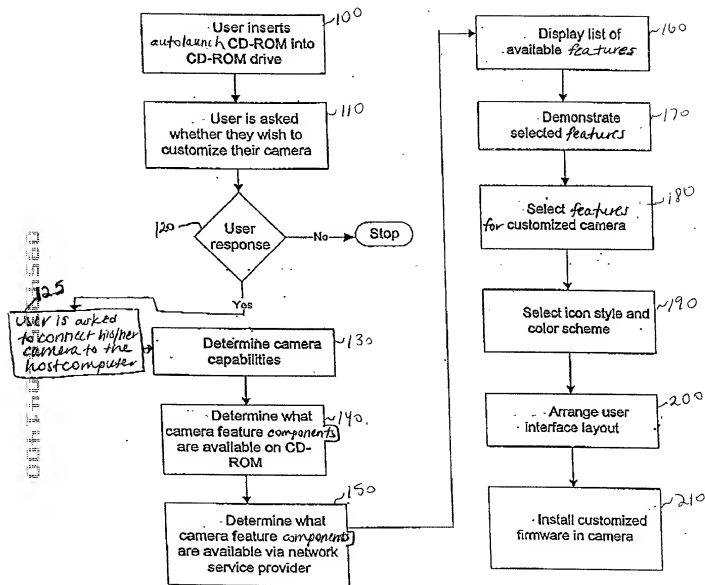 100
User inserts
autolaunch CD-ROM into
CD-ROM drive
110
User is asked
whether they wish to
customize their camera
120
User
response
No
Stop
Yes
125
User is asked
to connect his/her
camera to the
host computer
130
Determine camera
capabilities
140
Determine what
camera feature components
are available on CD-
ROM
150
Determine what
camera feature components
are available via network
service provider
160
Display list of
available features
170
Demonstrate
selected features
180
Select features
for customized camera
190
Select icon style and
color scheme
200
Arrange user
interface layout
210
Install customized
firmware in camera